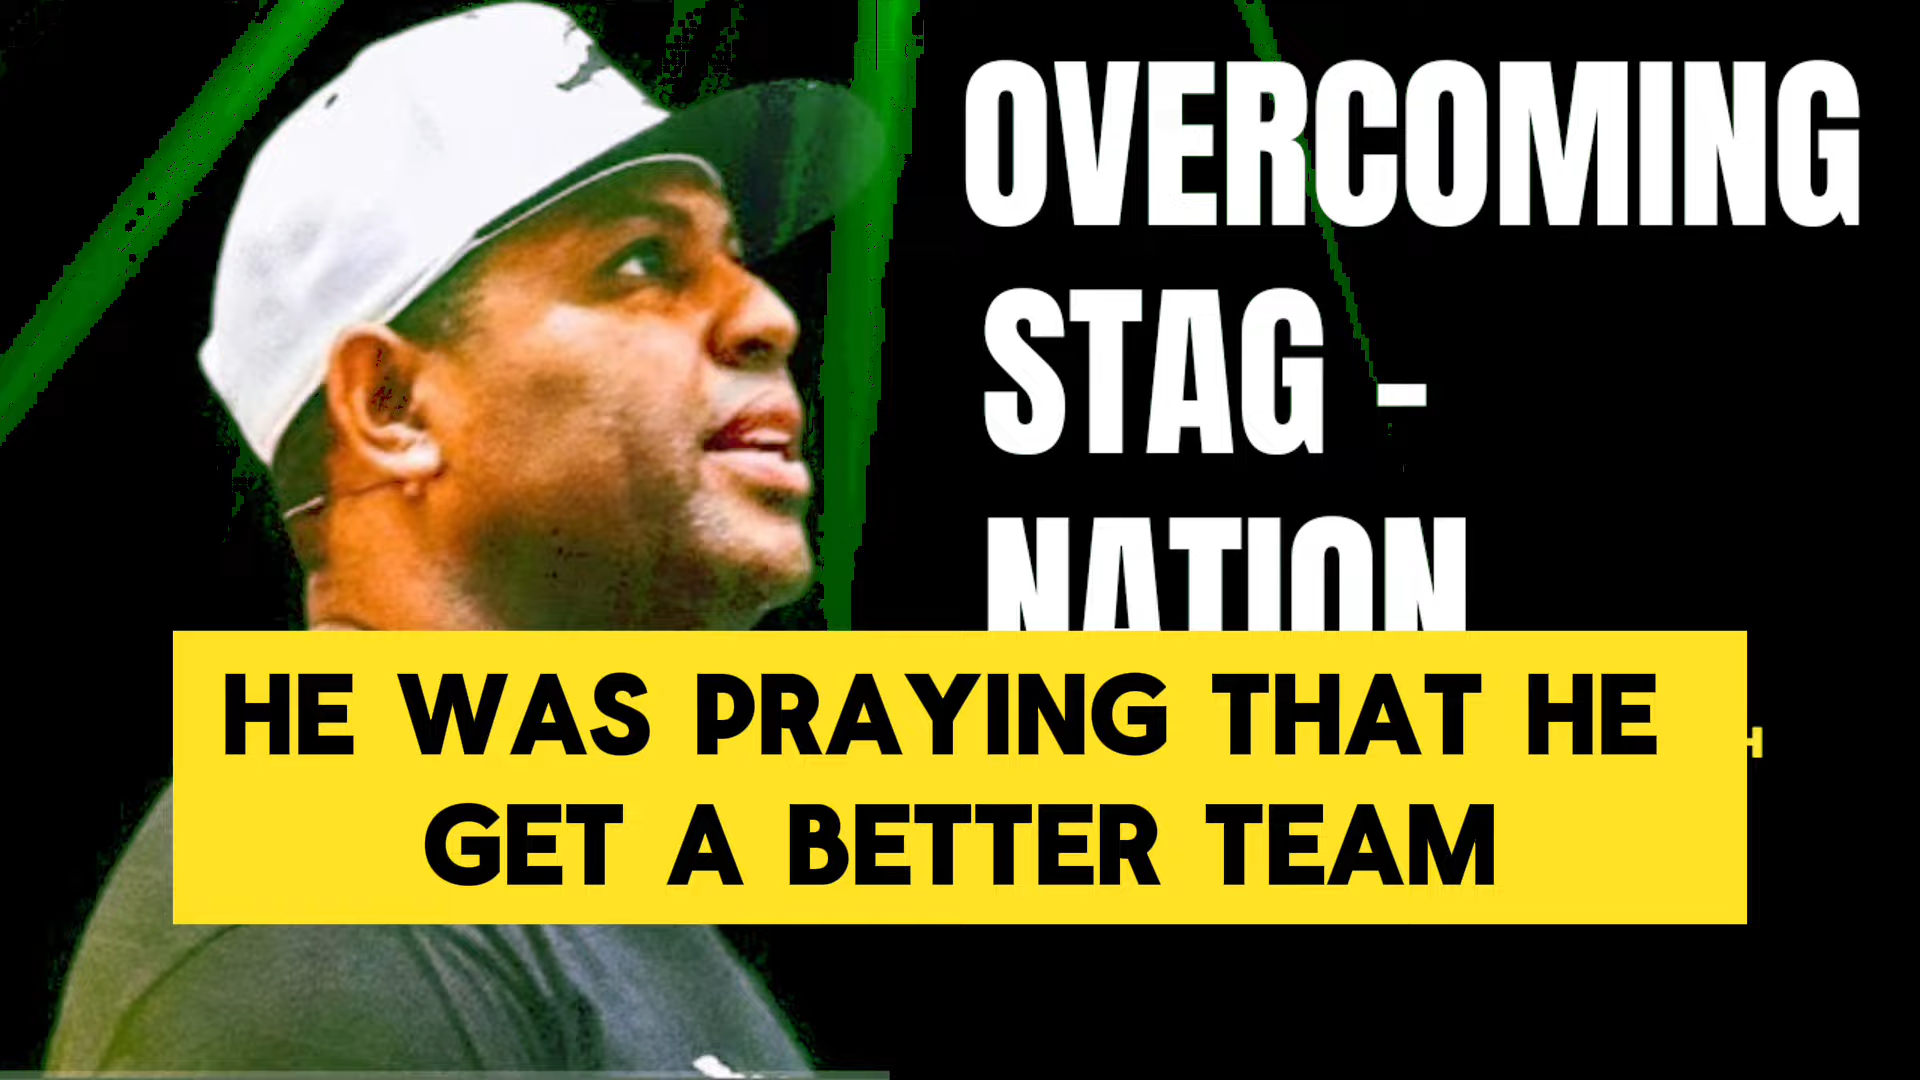 OVERCOMING
STAG -
NATION
HE WAS PRAYING THAT HE
GET A BETTER TEAM